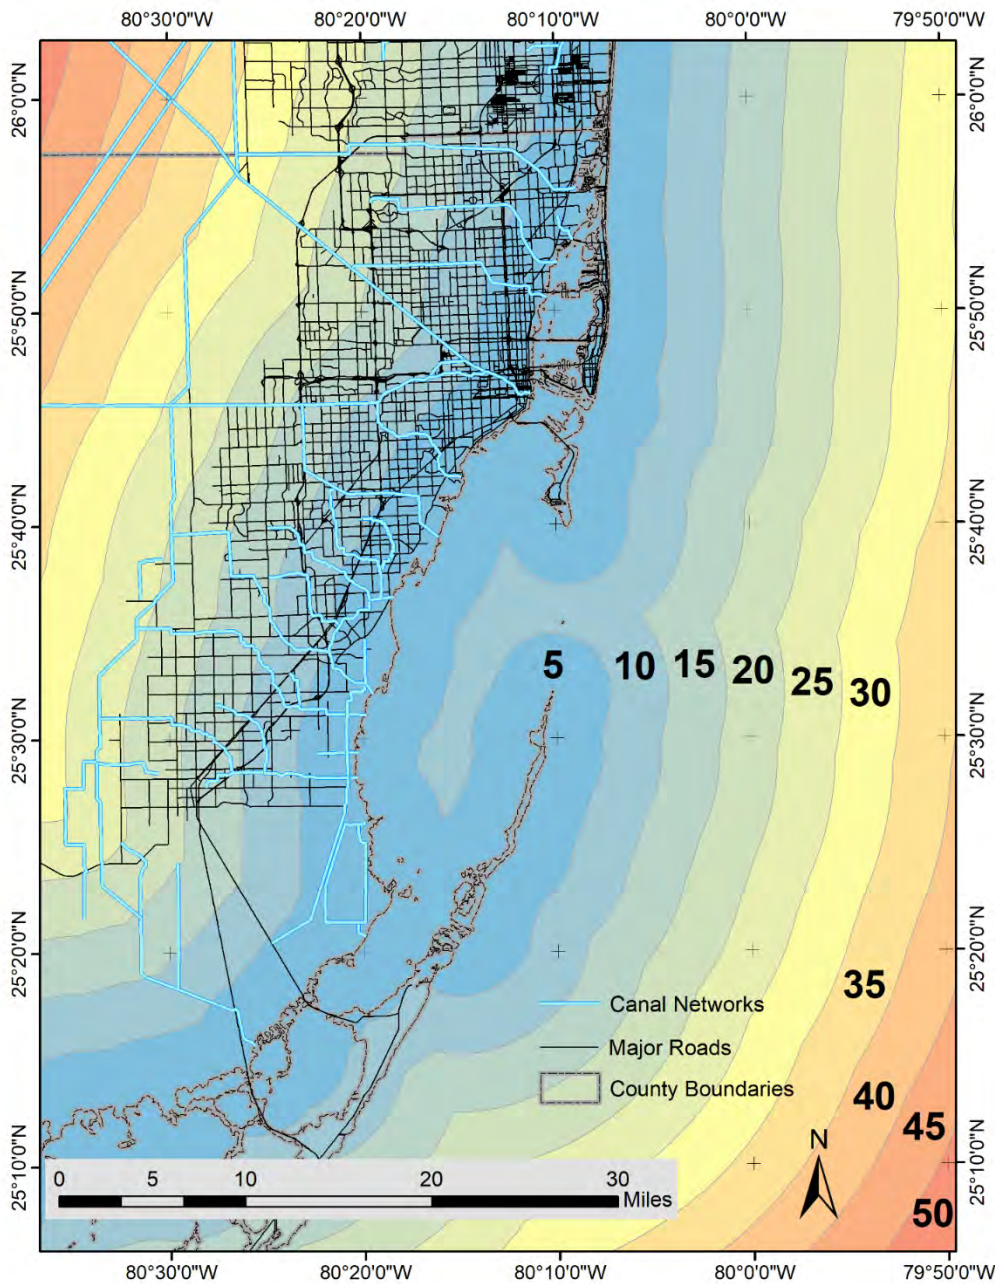 80°30'0"W 80°20'0"W 80°10'0"W 80°0'0"W 79°50'0"W
26°0'0"N 26°0'0"N
25°50'0"N 25°50'0"N
25°40'0"N 25°40'0"N
5 10 15 20 25 30
25°30'0"N 25°30'0"N
25°20'0"N 25°20'0"N
35
Canal Networks
Major Roads
County Boundaries
40
45
N
25°10'0"N 25°10'0"N
0 5 10 20 30
Miles
50
80°30'0"W 80°20'0"W 80°10'0"W 80°0'0"W 79°50'0"W